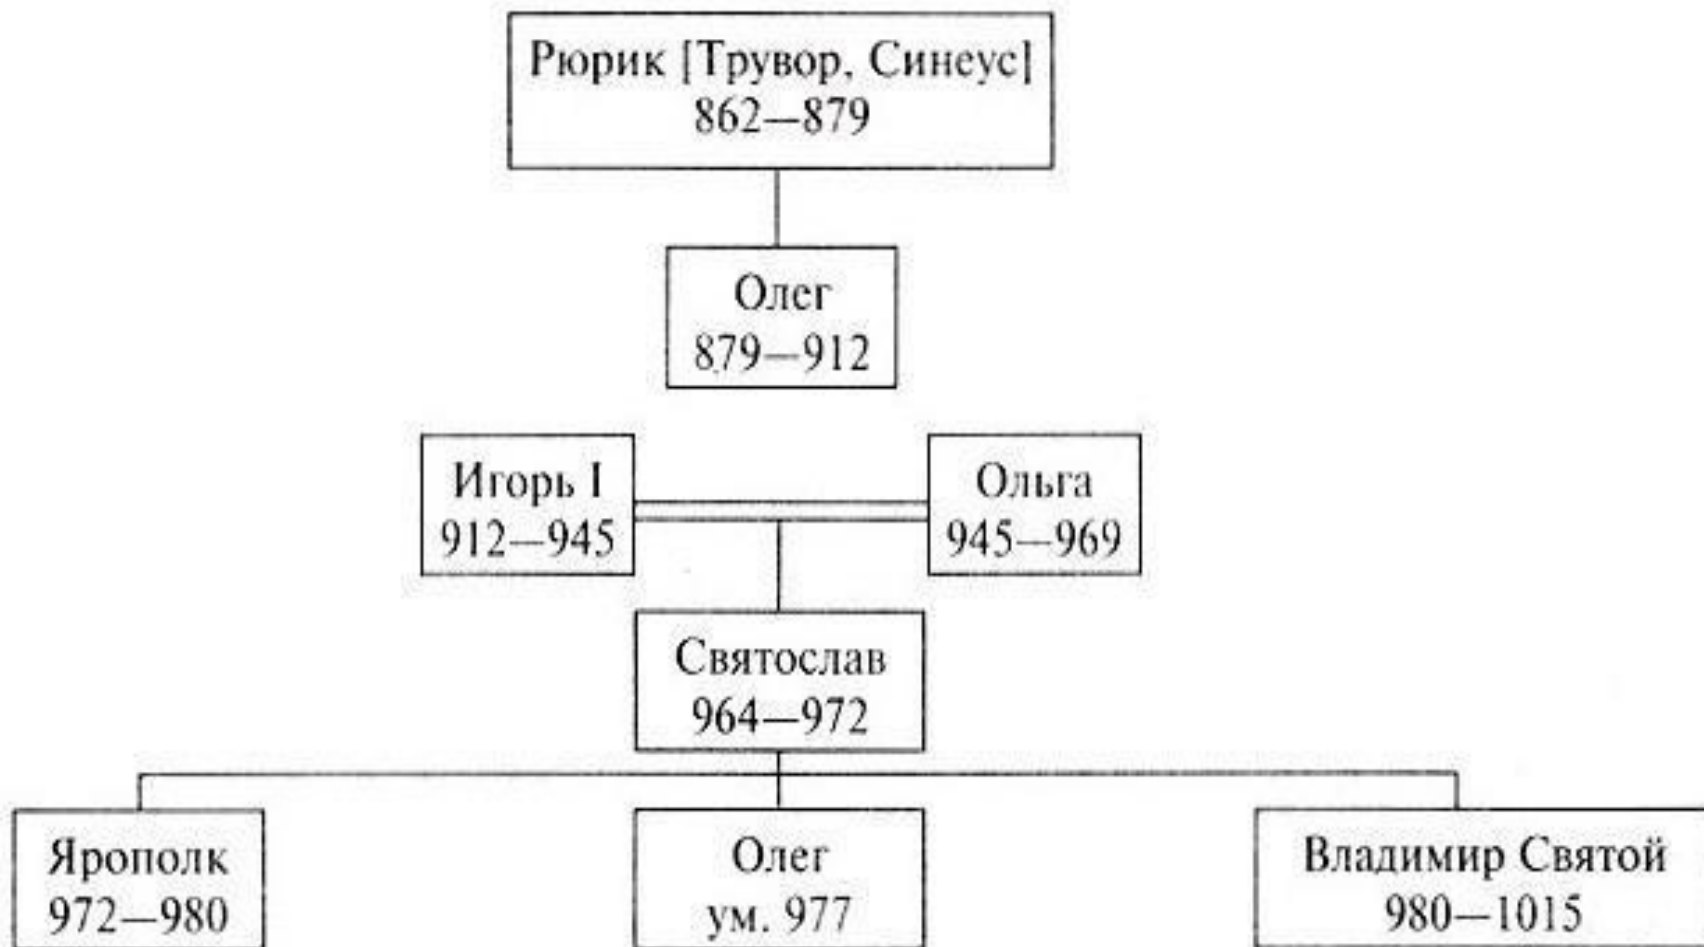 Рюрик [Трувор, Синеус]
862—879
Олег
879—912
Игорь I
912—945
Ольга
945—969
Святослав
964—972
Ярополк
972—980
Олег
ум. 977
Владимир Святой
980—1015